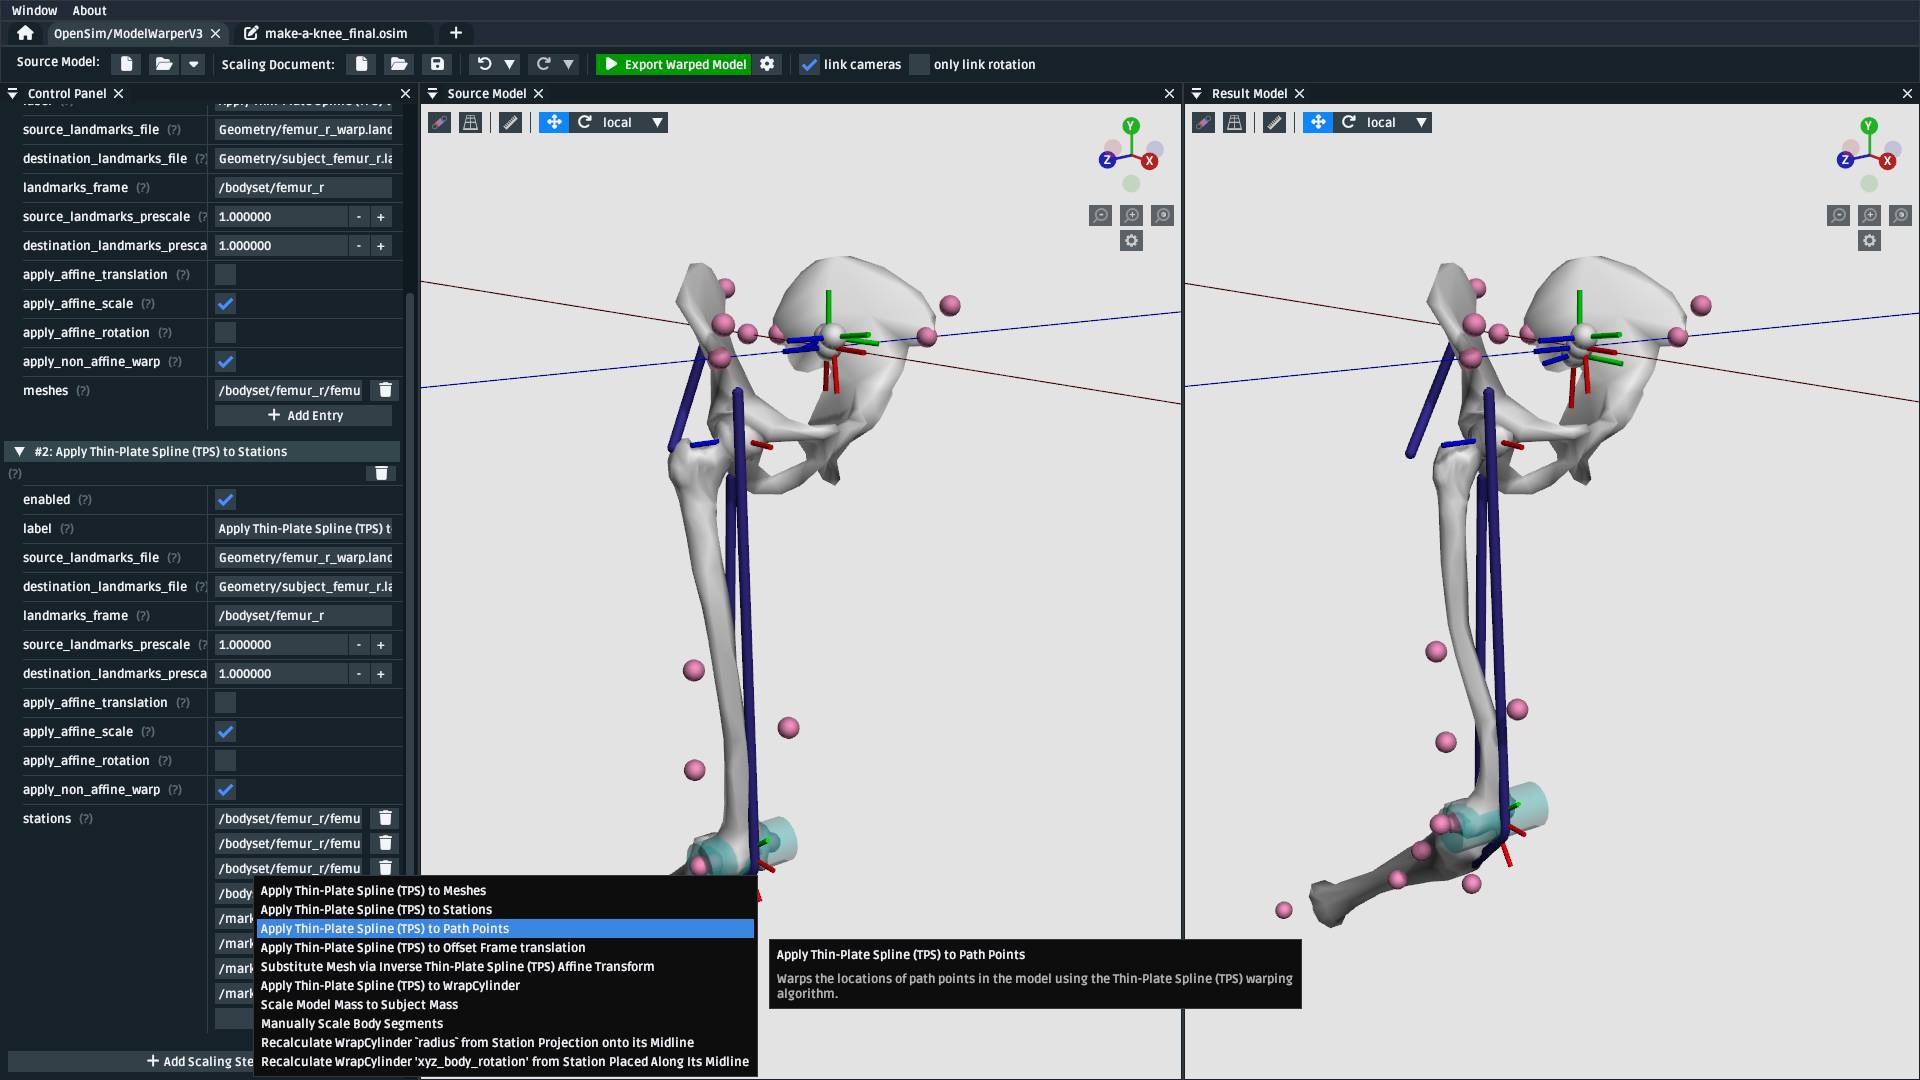 Window About
OpenSim/ModelWarperV3 make-a-knee_final.osim
Source Model: Scaling Document: Export Warped Model link cameras only link rotation
Control Panel
source_landmarks_file (?) Geometry/femur_r_warp.land
destination_landmarks_file (?) Geometry/subject_femur_r.la
landmarks_frame (?) /bodyset/femur_r
source_landmarks_prescale (? 1.000000 - +
destination_landmarks_presca 1.000000 - +
apply_affine_translation (?)
apply_affine_scale (?)
apply_affine_rotation (?)
apply_non_affine_warp (?)
meshes (?) /bodyset/femur_r/femu
+ Add Entry
#2: Apply Thin-Plate Spline (TPS) to Stations
(?)
enabled (?)
label (?) Apply Thin-Plate Spline (TPS) t
source_landmarks_file (?) Geometry/femur_r_warp.land
destination_landmarks_file (?) Geometry/subject_femur_r.la
landmarks_frame (?) /bodyset/femur_r
source_landmarks_prescale (? 1.000000 - +
destination_landmarks_presca 1.000000 - +
apply_affine_translation (?)
apply_affine_scale (?)
apply_affine_rotation (?)
apply_non_affine_warp (?)
stations (?) /bodyset/femur_r/femu
/bodyset/femur_r/femu
/bodyset/femur_r/femu
/body
/mark
/mark
/mark
/mark
+ Add Scaling Ste
Apply Thin-Plate Spline (TPS) to Meshes
Apply Thin-Plate Spline (TPS) to Stations
Apply Thin-Plate Spline (TPS) to Path Points
Apply Thin-Plate Spline (TPS) to Offset Frame translation
Substitute Mesh via Inverse Thin-Plate Spline (TPS) Affine Transform
Apply Thin-Plate Spline (TPS) to WrapCylinder
Scale Model Mass to Subject Mass
Manually Scale Body Segments
Recalculate WrapCylinder `radius` from Station Projection onto its Midline
Recalculate WrapCylinder 'xyz_body_rotation' from Station Placed Along Its Midline
Source Model
local
Y
Z X
Apply Thin-Plate Spline (TPS) to Path Points
Warps the locations of path points in the model using the Thin-Plate Spline (TPS) warping
algorithm.
Result Model
local
Y
Z X